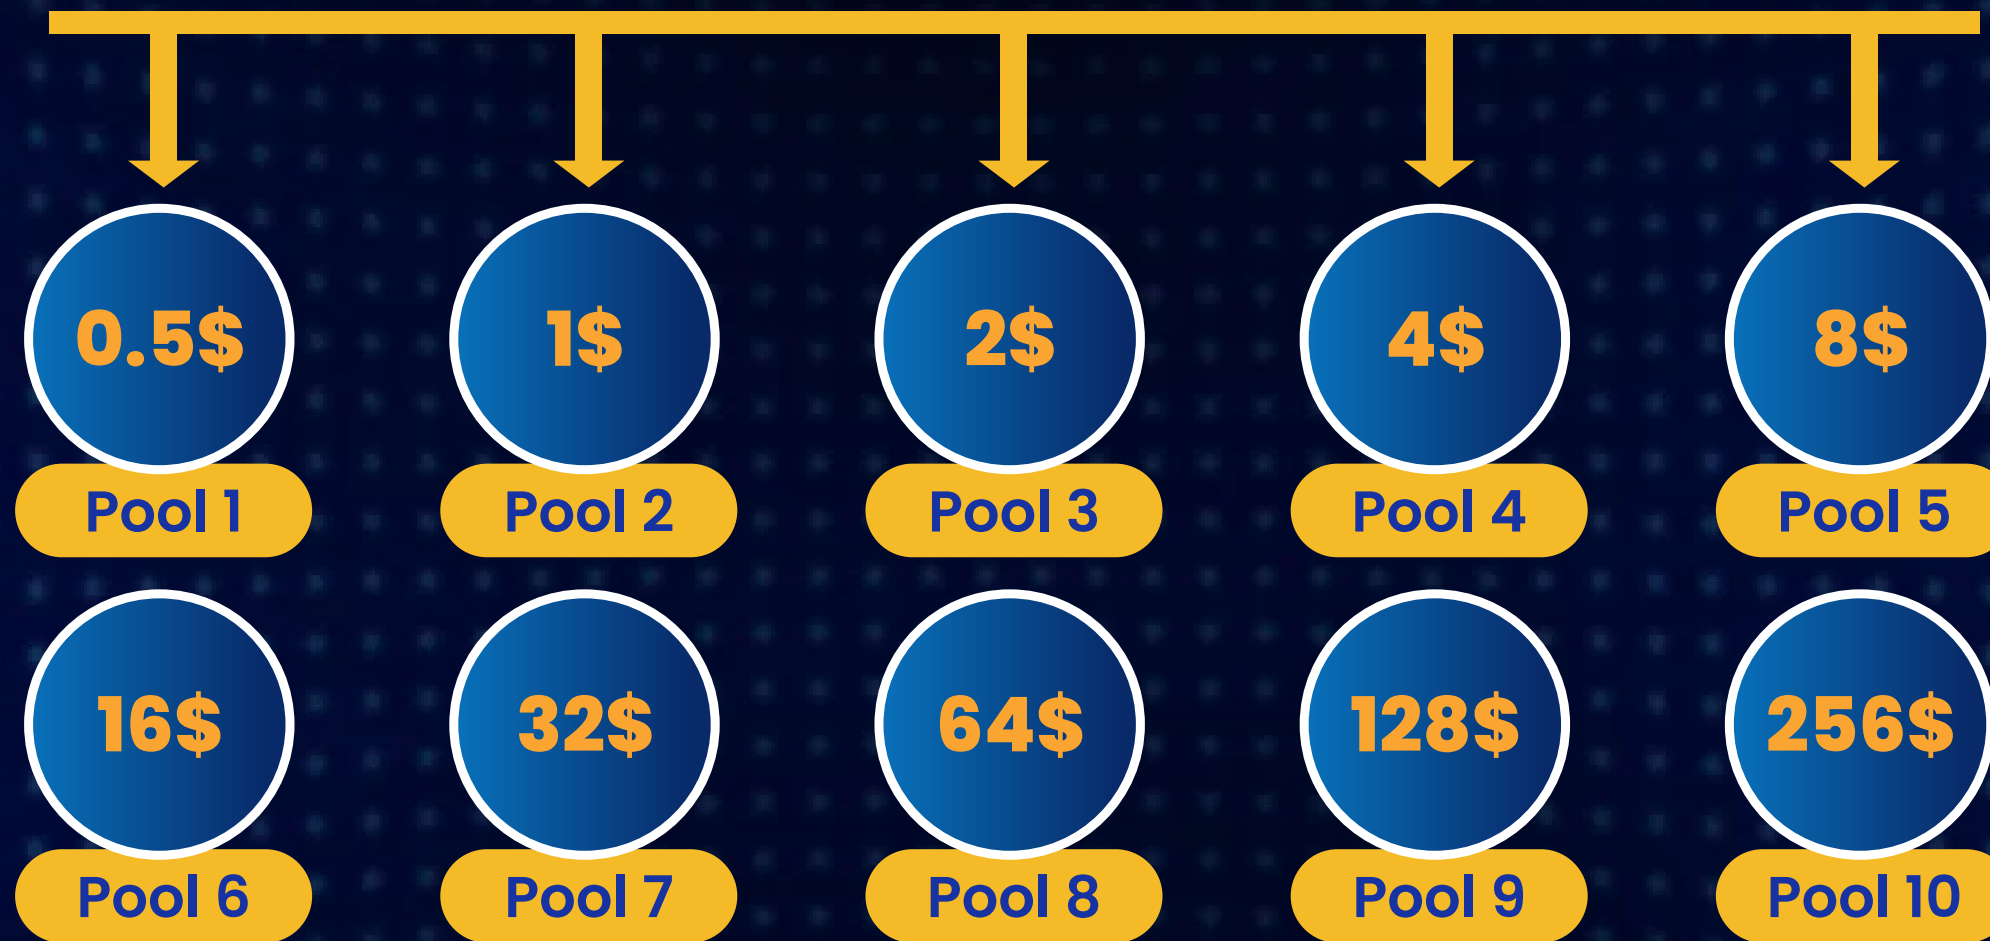 0.5$ 1$ 2$ 4$ 8$
Pool 1 Pool 2 Pool 3 Pool 4 Pool 5
16$ 32$ 64$ 128$ 256$
Pool 6 Pool 7 Pool 8 Pool 9 Pool 10